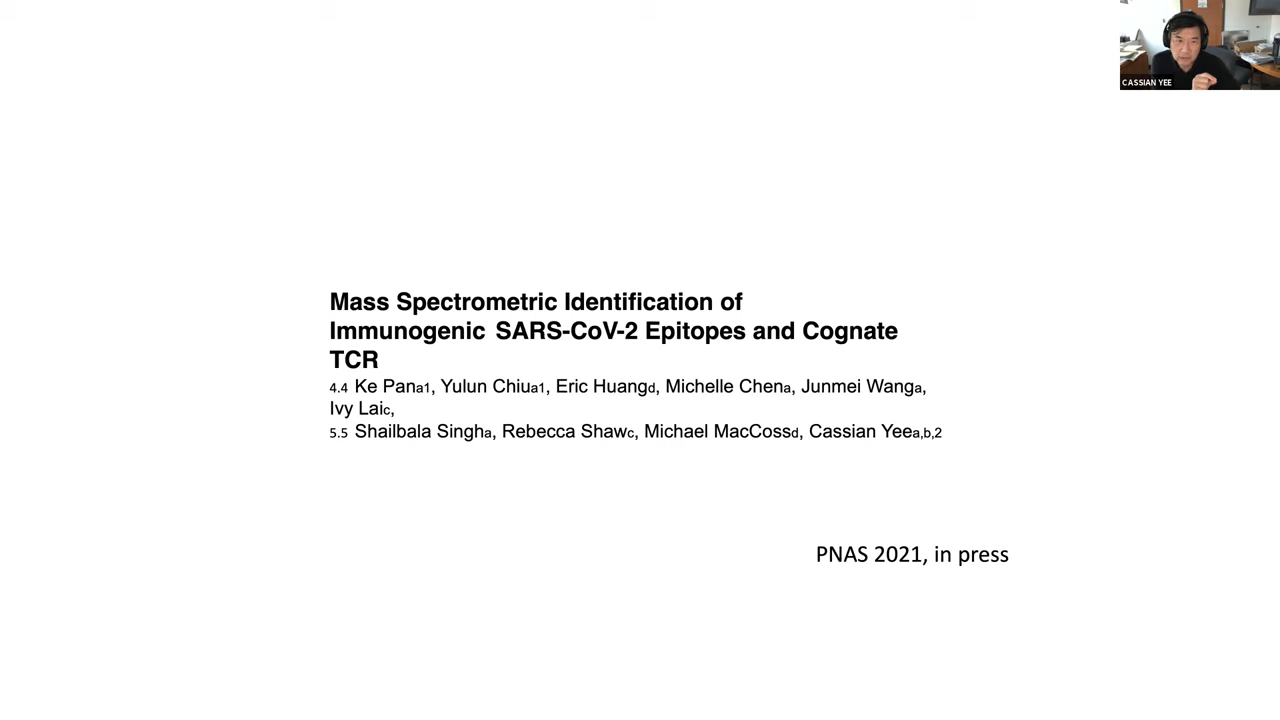 CASSIAN YEE
Mass Spectrometric Identification of
Immunogenic SARS-CoV-2 Epitopes and Cognate
TCR
4.4 Ke Pana1, Yulun Chiua1, Eric Huangd, Michelle Chena, Junmei Wanga,
Ivy Laic,
5.5 Shailbala Singha, Rebecca Shawc, Michael MacCossd, Cassian Yeea,b,2
PNAS 2021, in press